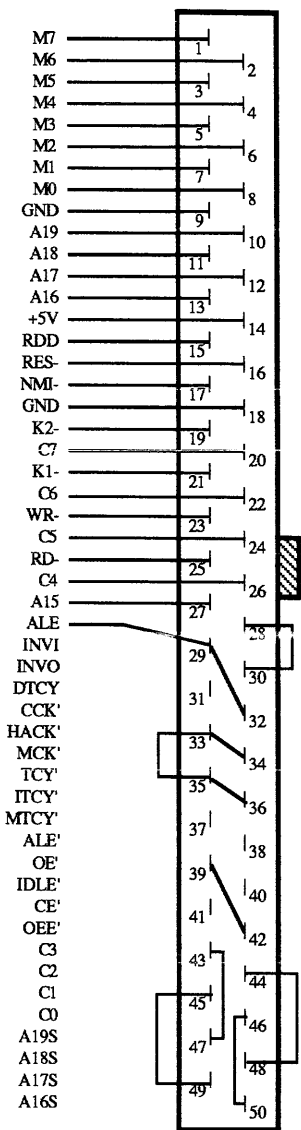 M7 1
M6 2
M5 3
M4 4
M3 5
M2 6
M1 7
M0 8
GND 9
A19 10
A18 11
A17 12
A16 13
+5V 14
RDD 15
RES- 16
NMI- 17
GND 18
K2- 19
C7 20
K1- 21
C6 22
WR- 23
C5 24
RD- 25
C4 26
A15 27
ALE 28
INVI 29
INVO 30
DTCY 31
CCK' 32
HACK' 33
MCK' 34
TCY' 35
ITCY' 36
MTCY' 37
ALE' 38
OE' 39
IDLE' 40
CE' 41
OEE' 42
C3 43
C2 44
C1 45
C0 46
A19S 47
A18S 48
A17S 49
A16S 50